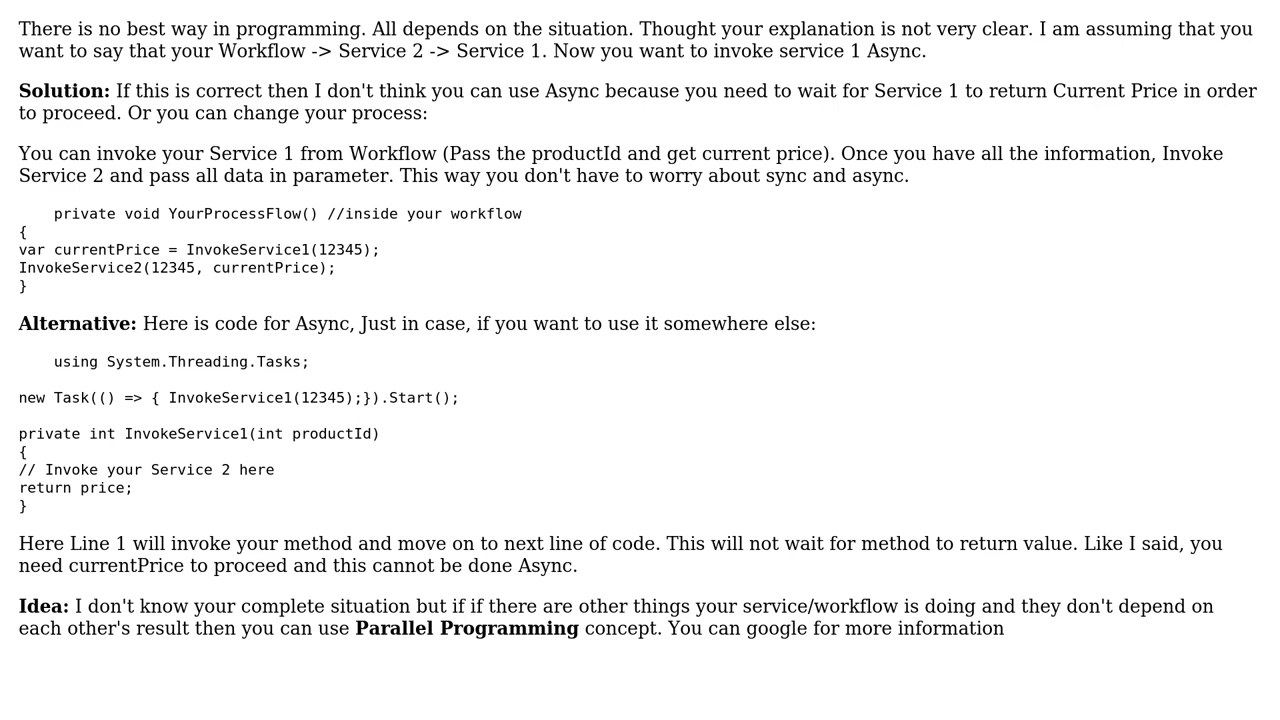 There is no best way in programming. All depends on the situation. Thought your explanation is not very clear. I am assuming that you
want to say that your Workflow -> Service 2 -> Service 1. Now you want to invoke service 1 Async.
Solution: If this is correct then I don't think you can use Async because you need to wait for Service 1 to return Current Price in order
to proceed. Or you can change your process:
You can invoke your Service 1 from Workflow (Pass the productId and get current price). Once you have all the information, Invoke
Service 2 and pass all data in parameter. This way you don't have to worry about sync and async.
    private void YourProcessFlow() //inside your workflow
{
var currentPrice = InvokeService1(12345);
InvokeService2(12345, currentPrice);
}
Alternative: Here is code for Async, Just in case, if you want to use it somewhere else:
    using System.Threading.Tasks;
new Task(() => { InvokeService1(12345);}).Start();
private int InvokeService1(int productId)
{
// Invoke your Service 2 here
return price;
}
Here Line 1 will invoke your method and move on to next line of code. This will not wait for method to return value. Like I said, you
need currentPrice to proceed and this cannot be done Async.
Idea: I don't know your complete situation but if if there are other things your service/workflow is doing and they don't depend on
each other's result then you can use Parallel Programming concept. You can google for more information